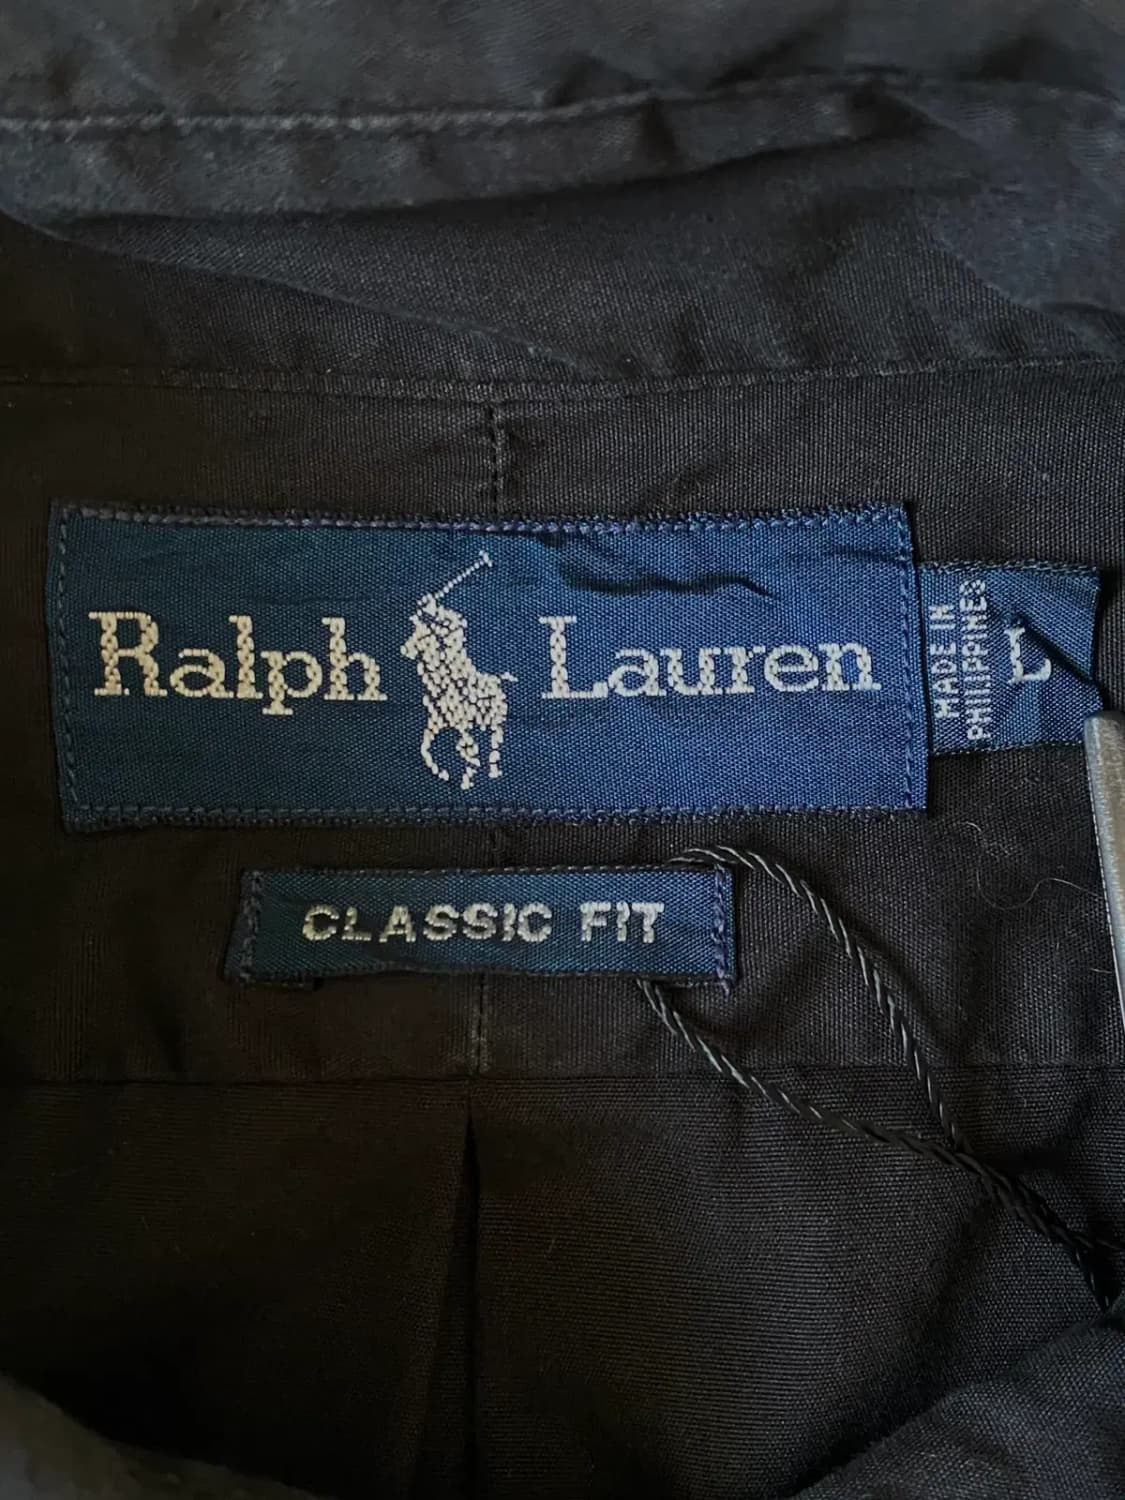 Ralph Lauren
MADE IN
PHILIPPINES
L
CLASSIC FIT